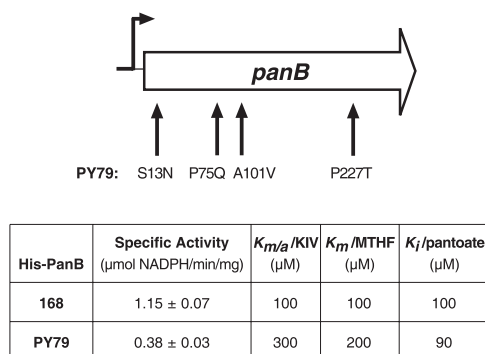 panB
PY79: S13N P75Q A101V P227T
His-PanB Specific Activity (µmol NADPH/min/mg) Km/a/KIV (µM) Km/MTHF (µM) Ki/pantoate (µM)
168 1.15 ± 0.07 100 100 100
PY79 0.38 ± 0.03 300 200 90